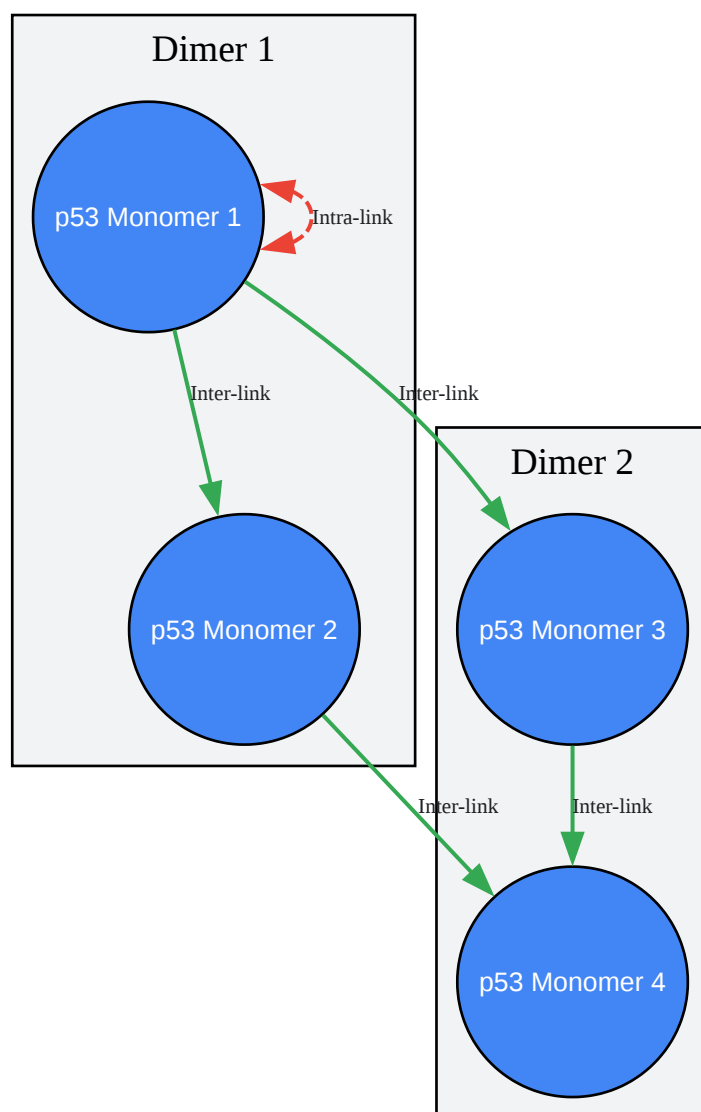 Dimer 1
p53 Monomer 1
Intra-link
Inter-link
Inter-link
Dimer 2
p53 Monomer 2
p53 Monomer 3
Inter-link
Inter-link
p53 Monomer 4